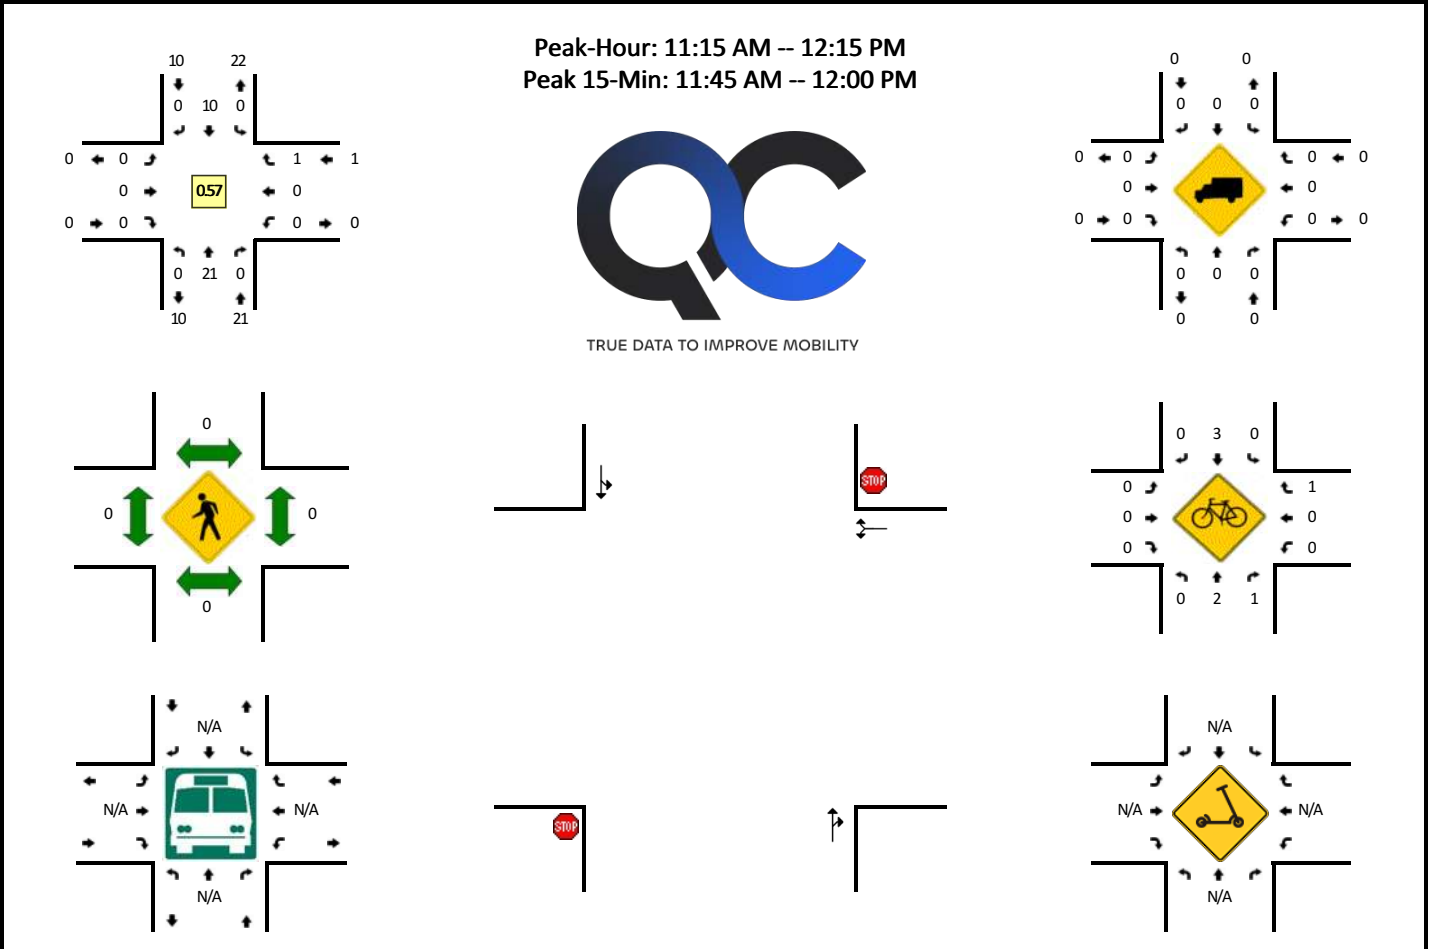 Peak-Hour: 11:15 AM -- 12:15 PM
Peak 15-Min: 11:45 AM -- 12:00 PM
10 22
0 10 0
0 0 1 1
0 0.57 0
0 0 0 0
0 21 0
10 21
QC
TRUE DATA TO IMPROVE MOBILITY
0 0
0 0 0
0 0 0 0
0 0
0 0 0 0
0 0 0
0 0
0
0 0
0
STOP
STOP
0 3 0
0 1
0 0
0 0
0 2 1
N/A
N/A N/A
N/A
N/A
N/A N/A
N/A